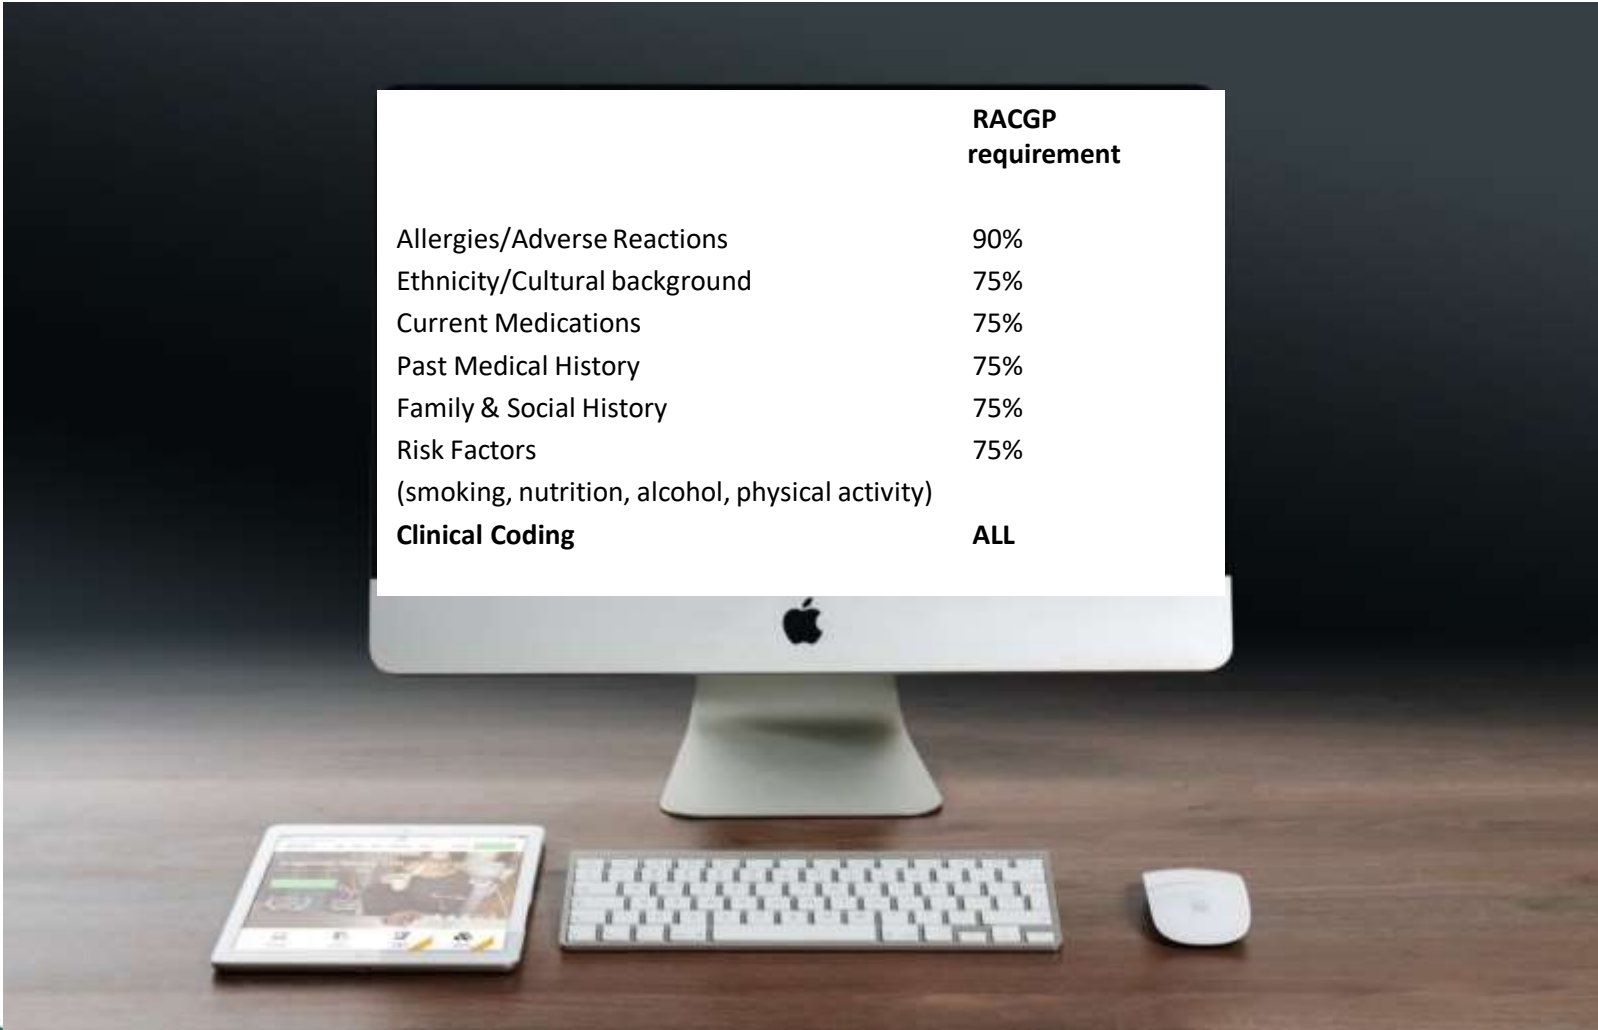 RACGP
requirement
Allergies/Adverse Reactions 90%
Ethnicity/Cultural background 75%
Current Medications 75%
Past Medical History 75%
Family & Social History 75%
Risk Factors 75%
(smoking, nutrition, alcohol, physical activity)
Clinical Coding ALL